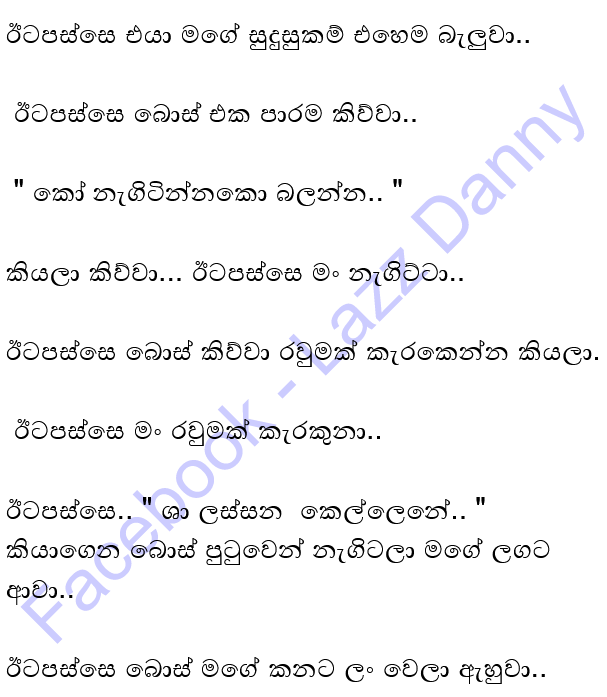 ඊටපස්සෙ එයා මගේ සුදුසුකම් එහෙම බැලුවා..
ඊටපස්සෙ බොස් එක පාරම කිව්වා..
" කෝ නැගිටින්නකො බලන්න.. "
කියලා කිව්වා... ඊටපස්සෙ මං නැගිට්ටා..
ඊටපස්සෙ බොස් කිව්වා රවුමක් කැරකෙන්න කියලා.
ඊටපස්සෙ මං රවුමක් කැරකුනා..
ඊටපස්සෙ.. " ශා ලස්සන කෙල්ලෙනේ.. "
කියාගෙන බොස් පුටුවෙන් නැගිටලා මගේ ලගට
ආවා..
ඊටපස්සෙ බොස් මගේ කනට ලං වෙලා ඇහුවා..
Facebook - Lazz Danny